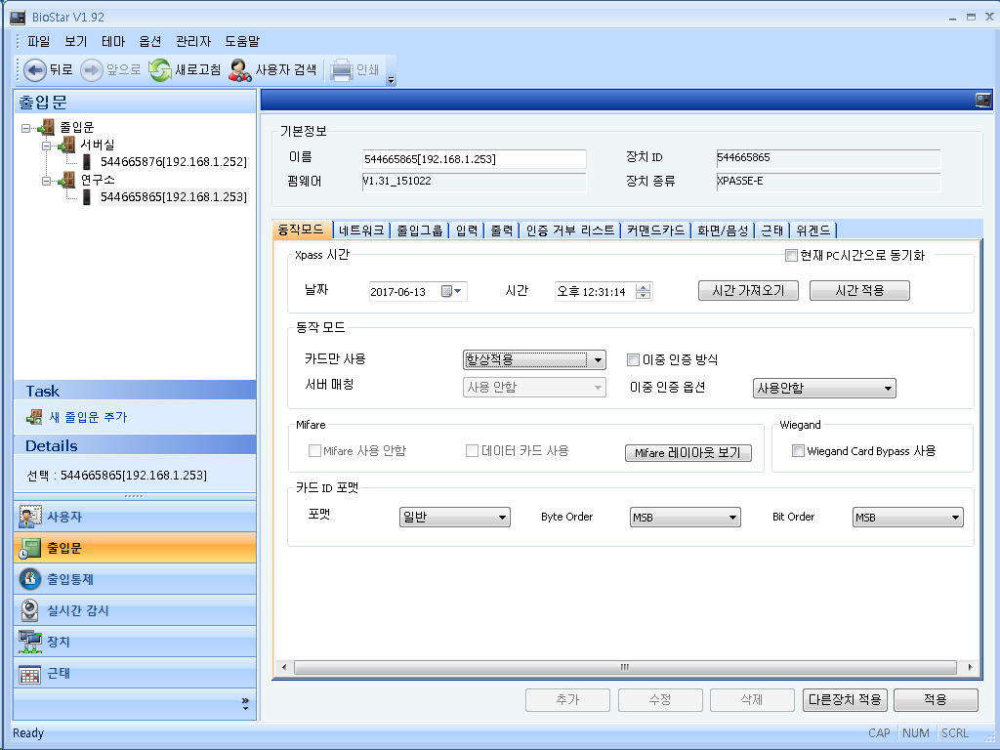 BioStar V1.92
파일 보기 테마 옵션 관리자 도움말
뒤로 앞으로 새로고침 사용자 검색 인쇄
출입문
출입문
서버실
544665876[192.168.1.252]
연구소
544665865[192.168.1.253]
Task
새 출입문 추가
Details
선택 : 544665865[192.168.1.253]
사용자
출입문
출입통제
실시간 감시
장치
근태
기본정보
이름 544665865[192.168.1.253] 장치 ID 544665865
펌웨어 V1.31_151022 장치 종류 XPASSE-E
동작모드 네트워크 출입그룹 입력 출력 인증 거부 리스트 커맨드카드 화면/음성 근태 위겐드
Xpass 시간 현재 PC시간으로 동기화
날짜 2017-06-13 시간 오후 12:31:14 시간 가져오기 시간 적용
동작 모드
카드만 사용 항상적용 이중 인증 방식
서버 매칭 사용 안함 이중 인증 옵션 사용안함
Mifare Wiegand
Mifare 사용 안함 데이터 카드 사용 Mifare 레이아웃 보기 Wiegand Card Bypass 사용
카드 ID 포맷
포맷 일반 Byte Order MSB Bit Order MSB
추가 수정 삭제 다른장치 적용 적용
Ready CAP NUM SCRL